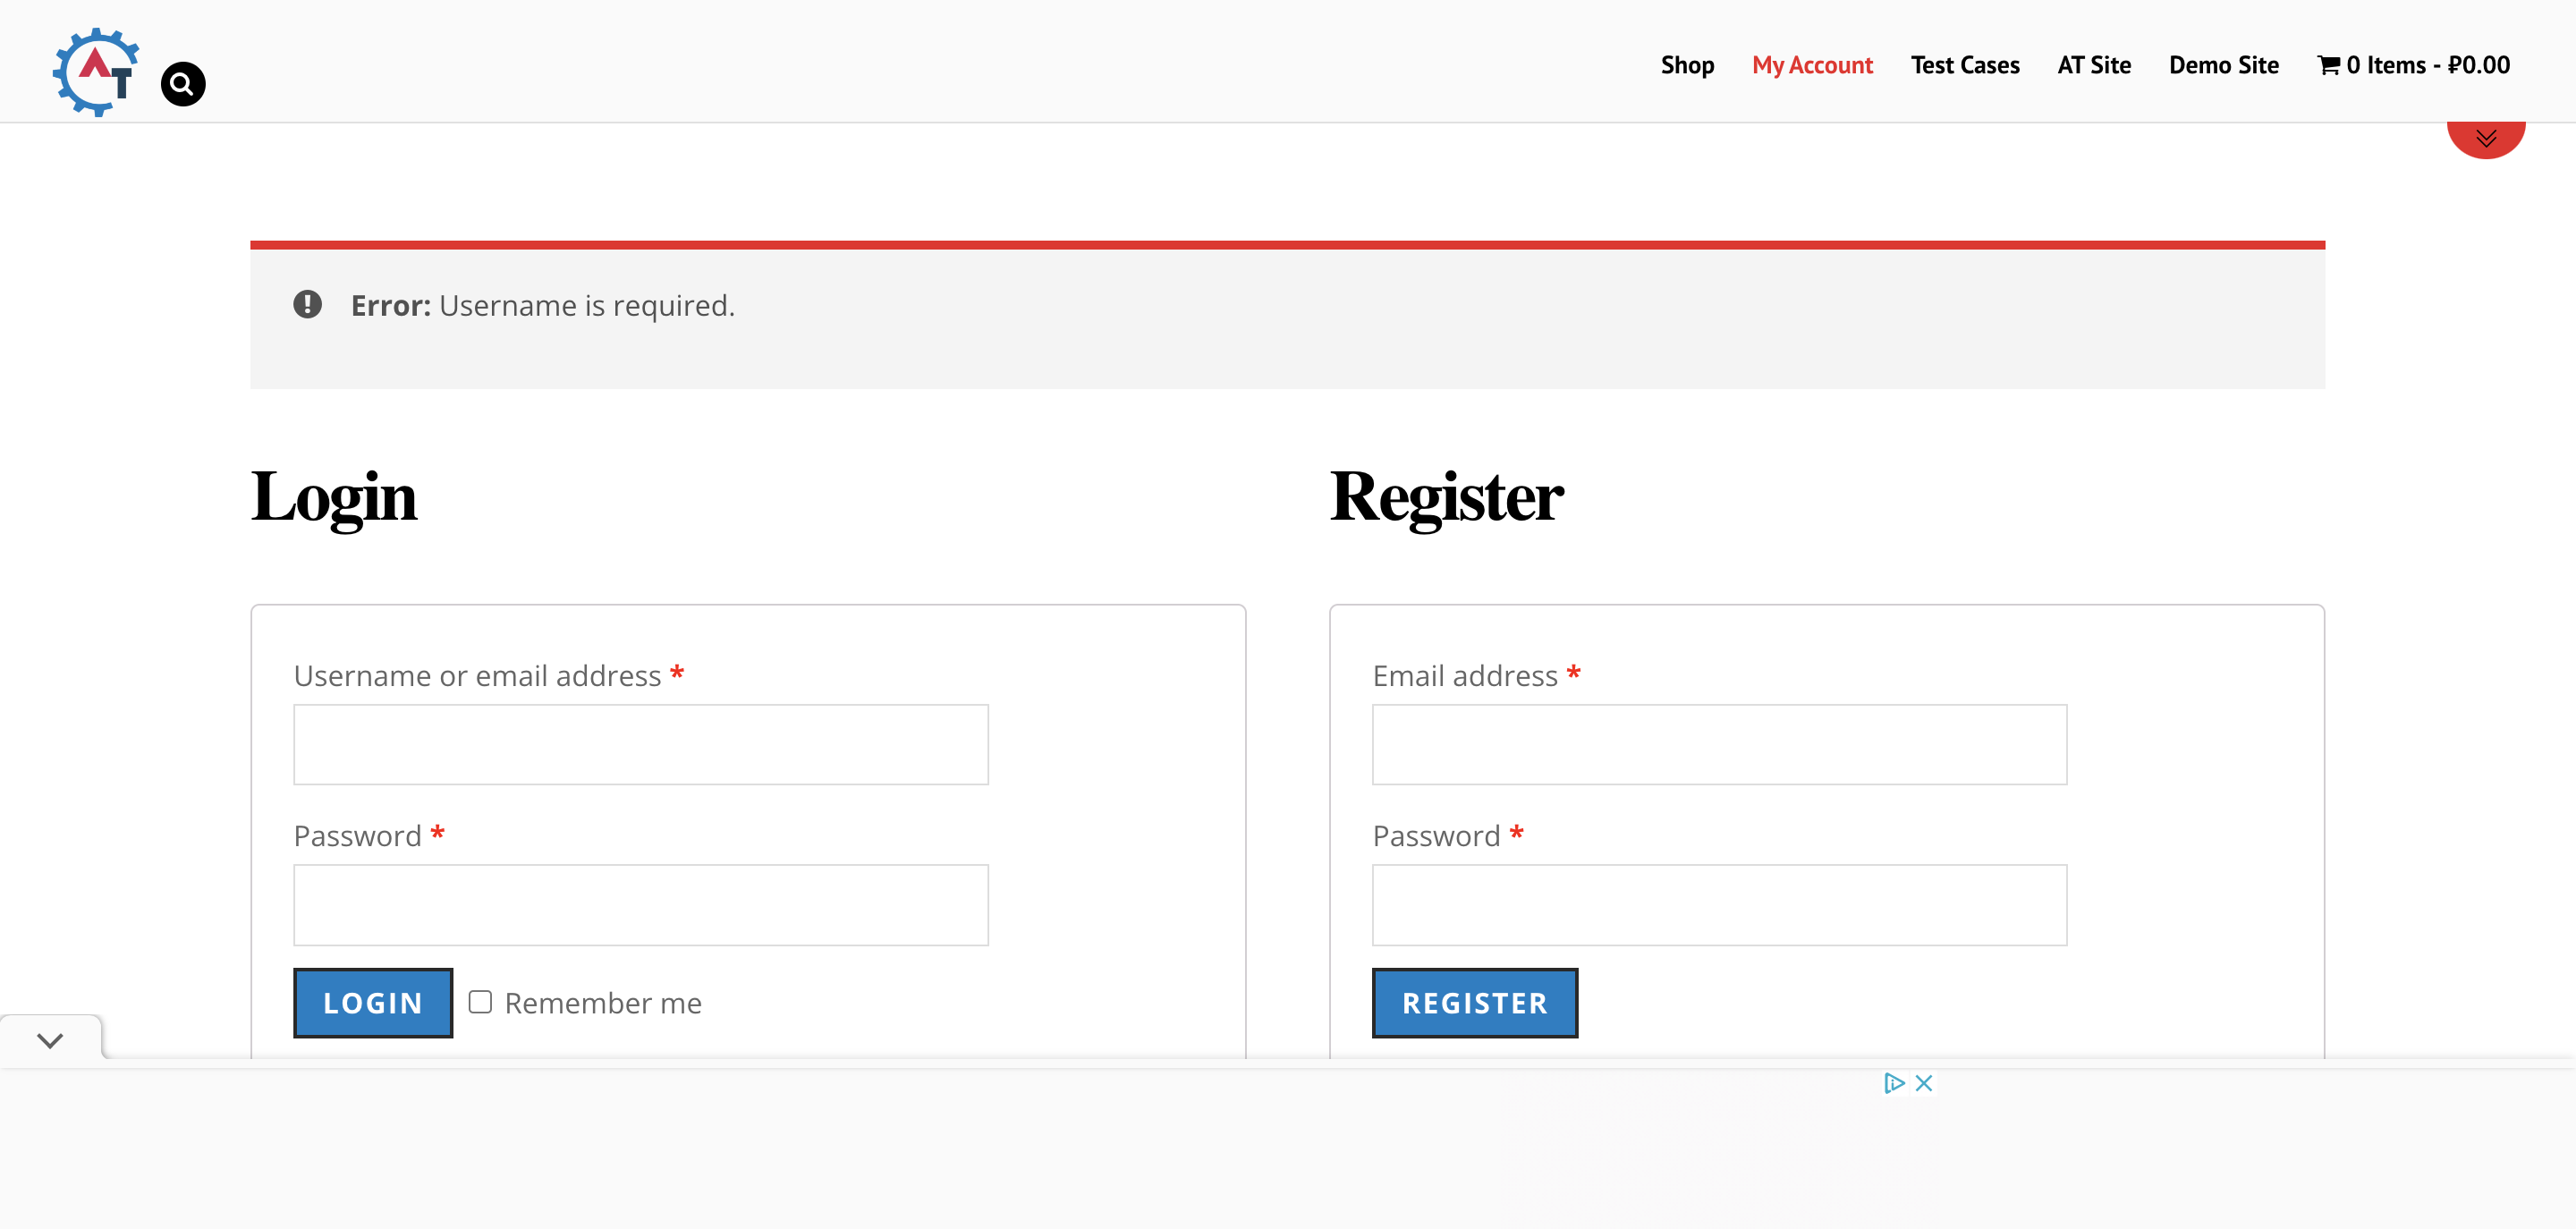 AT
Shop My Account Test Cases AT Site Demo Site 0 Items - ₽0.00
Error: Username is required.
Login
Register
Username or email address *
Password *
LOGIN Remember me
Email address *
Password *
REGISTER